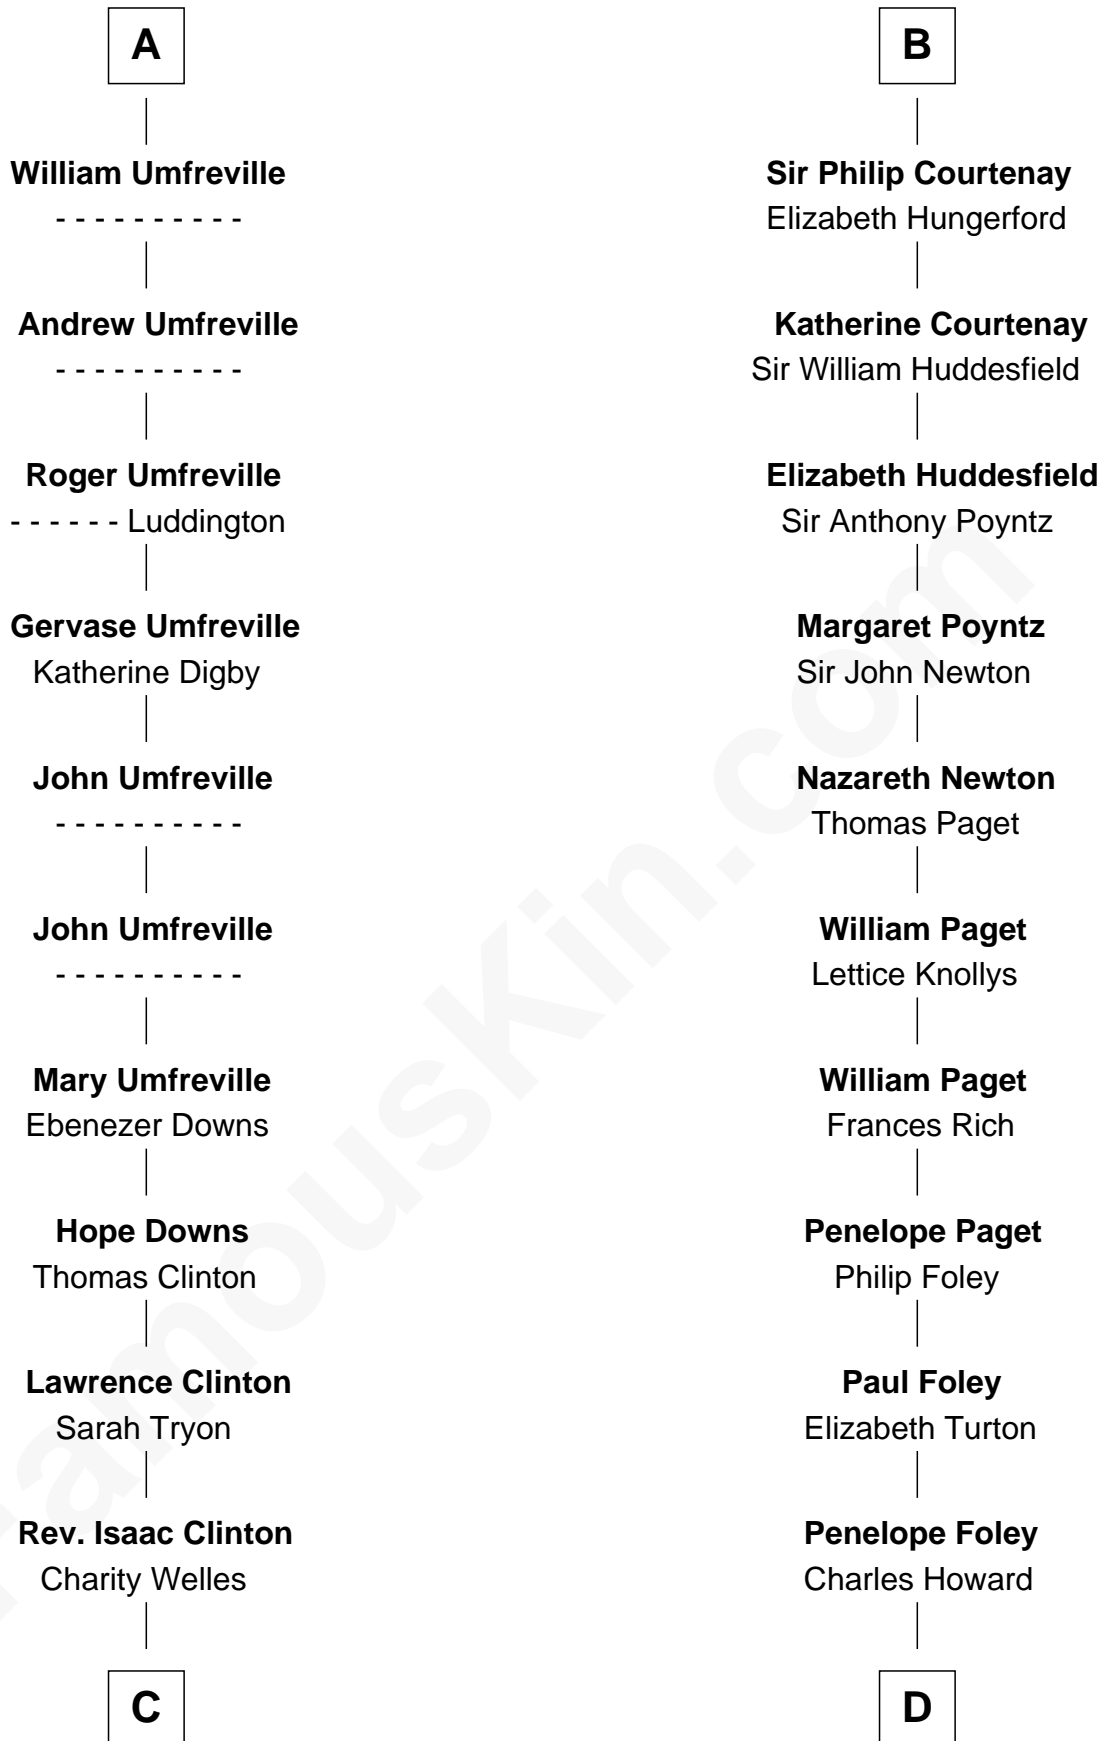 A
William Umfreville
- - - - - - - - - -
Andrew Umfreville
- - - - - - - - - -
Roger Umfreville
- - - - - - Luddington
Gervase Umfreville
Katherine Digby
John Umfreville
- - - - - - - - - -
John Umfreville
- - - - - - - - - -
Mary Umfreville
Ebenezer Downs
Hope Downs
Thomas Clinton
Lawrence Clinton
Sarah Tryon
Rev. Isaac Clinton
Charity Welles
C
B
Sir Philip Courtenay
Elizabeth Hungerford
Katherine Courtenay
Sir William Huddesfield
Elizabeth Huddesfield
Sir Anthony Poyntz
Margaret Poyntz
Sir John Newton
Nazareth Newton
Thomas Paget
William Paget
Lettice Knollys
William Paget
Frances Rich
Penelope Paget
Philip Foley
Paul Foley
Elizabeth Turton
Penelope Foley
Charles Howard
D
FamousKin.com